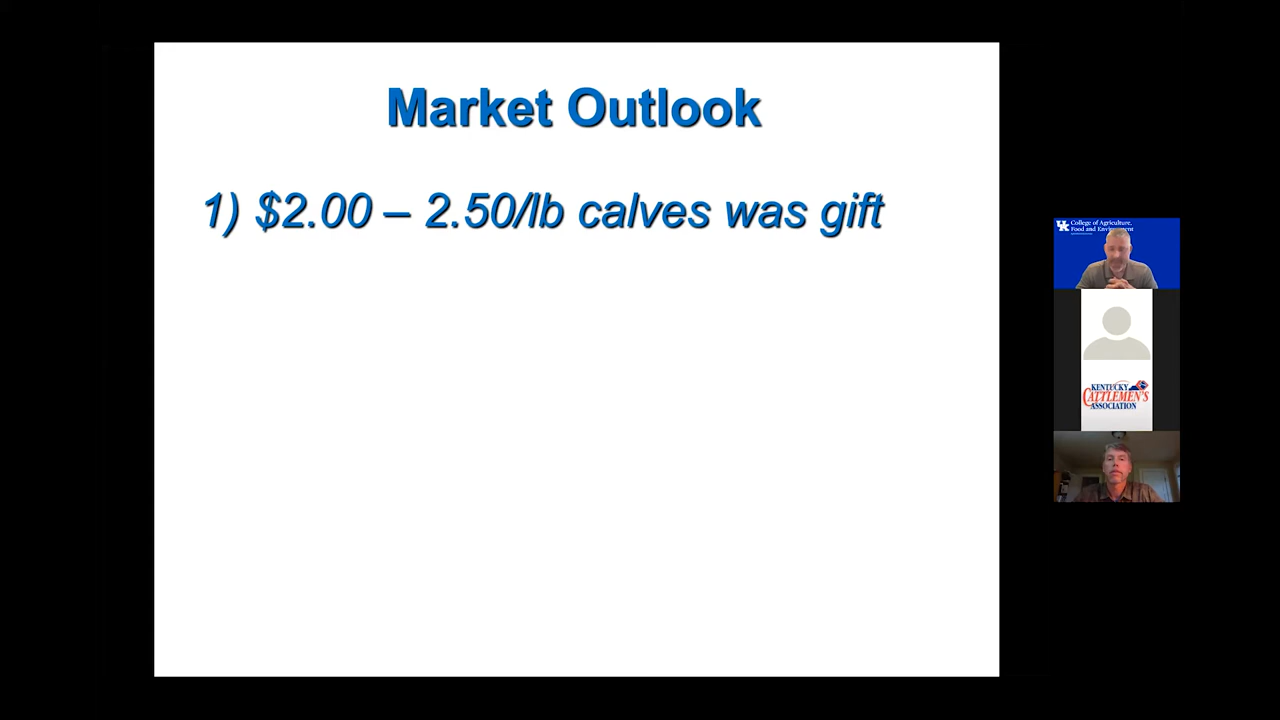 Market Outlook
1) $2.00 – 2.50/lb calves was gift
UK College of Agriculture,
Food and Environment
KENTUCKY
CATTLEMEN'S
ASSOCIATION